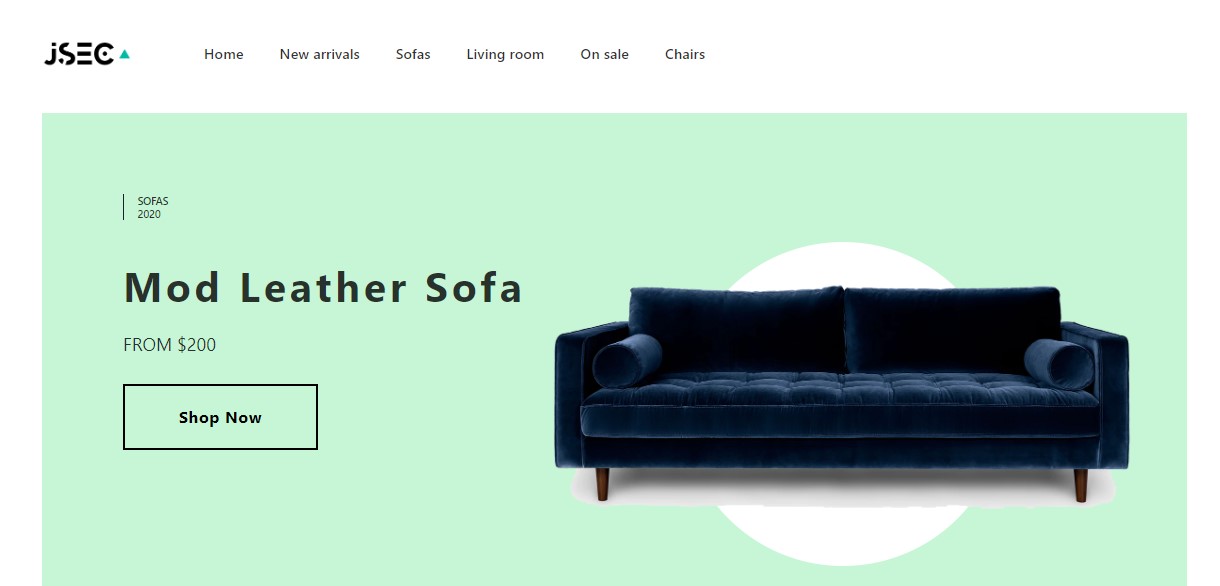 JSEC
Home New arrivals Sofas Living room On sale Chairs
SOFAS
2020
Mod Leather Sofa
FROM $200
Shop Now